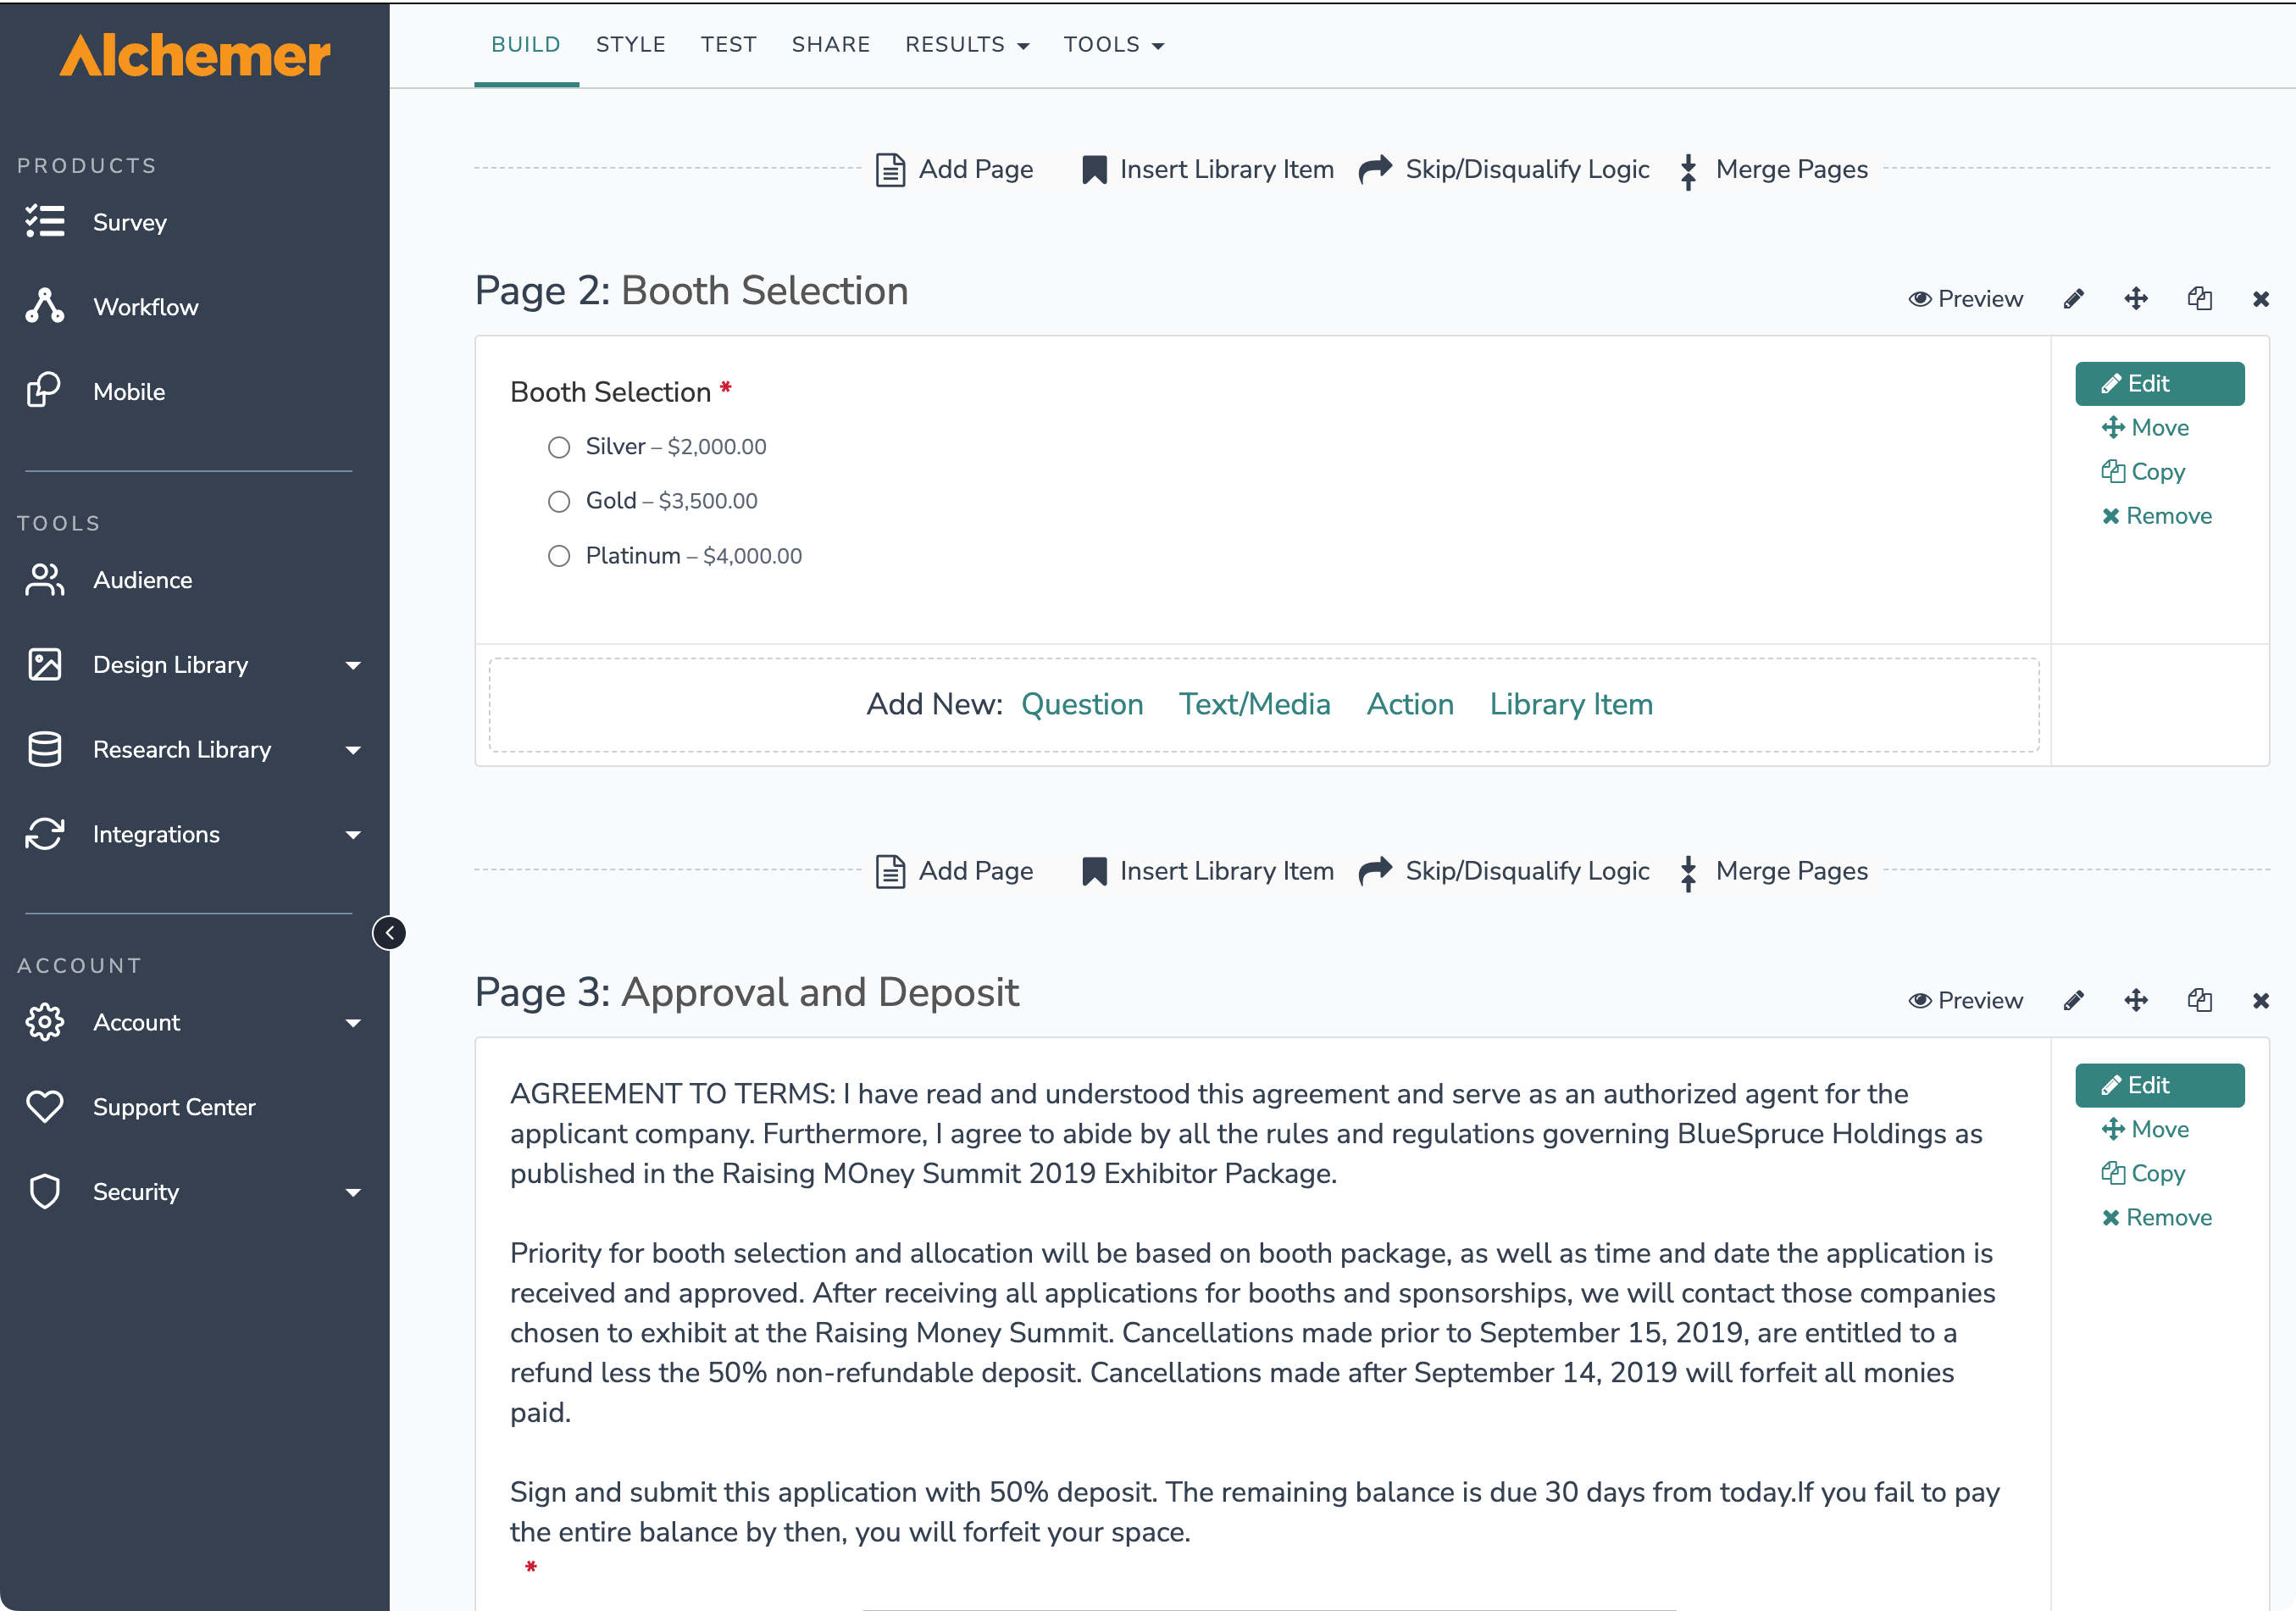 Alchemer
BUILD STYLE TEST SHARE RESULTS TOOLS
PRODUCTS
Survey
Workflow
Mobile
TOOLS
Audience
Design Library
Research Library
Integrations
ACCOUNT
Account
Support Center
Security
Add Page Insert Library Item Skip/Disqualify Logic Merge Pages
Page 2: Booth Selection
Preview
Booth Selection *
Silver – $2,000.00
Gold – $3,500.00
Platinum – $4,000.00
Edit
Move
Copy
Remove
Add New: Question Text/Media Action Library Item
Add Page Insert Library Item Skip/Disqualify Logic Merge Pages
Page 3: Approval and Deposit
Preview
AGREEMENT TO TERMS: I have read and understood this agreement and serve as an authorized agent for the
applicant company. Furthermore, I agree to abide by all the rules and regulations governing BlueSpruce Holdings as
published in the Raising MOney Summit 2019 Exhibitor Package.
Priority for booth selection and allocation will be based on booth package, as well as time and date the application is
received and approved. After receiving all applications for booths and sponsorships, we will contact those companies
chosen to exhibit at the Raising Money Summit. Cancellations made prior to September 15, 2019, are entitled to a
refund less the 50% non-refundable deposit. Cancellations made after September 14, 2019 will forfeit all monies
paid.
Sign and submit this application with 50% deposit. The remaining balance is due 30 days from today.If you fail to pay
the entire balance by then, you will forfeit your space.
*
Edit
Move
Copy
Remove